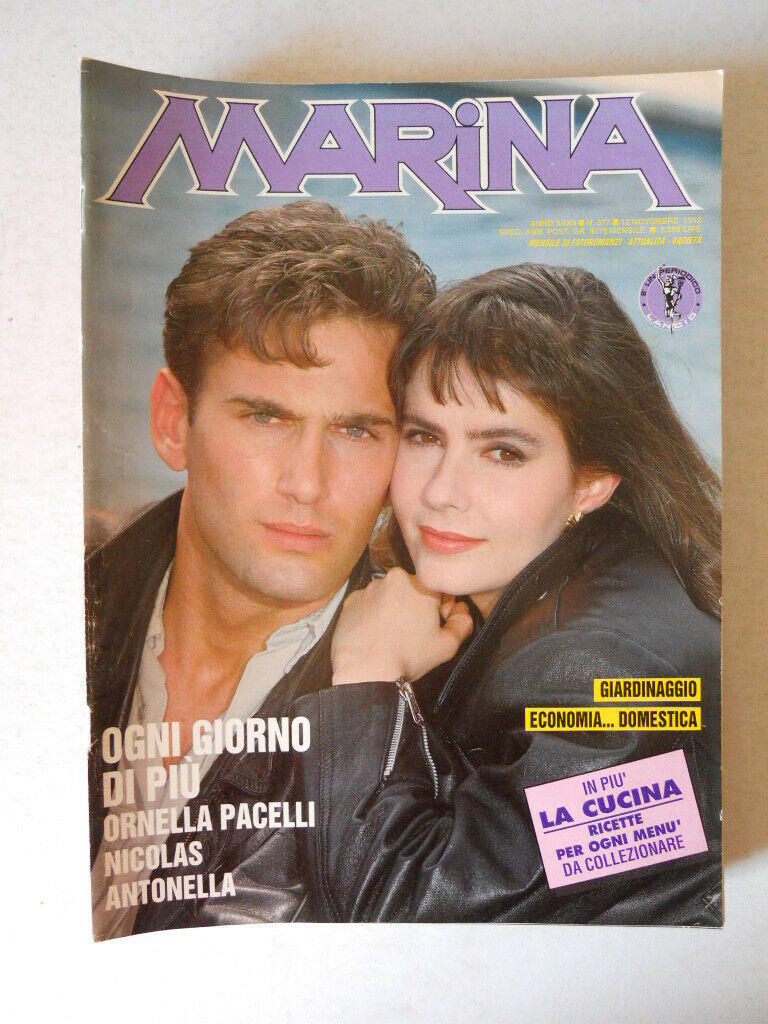 MARiNA
ANNO XXXII ■ N. 377 ■ 12 NOVEMBRE 1992
SPED. ABB. POST. GR. III/70 MENSILE ■ 2.300 LIRE
MENSILE DI FOTOROMANZI - ATTUALITÀ - VARIETÀ
È UN PERIODICO
LANCIO
GIARDINAGGIO
ECONOMIA... DOMESTICA
OGNI GIORNO
DI PIÙ
ORNELLA PACELLI
NICOLAS
ANTONELLA
IN PIU'
LA CUCINA
RICETTE
PER OGNI MENU'
DA COLLEZIONARE